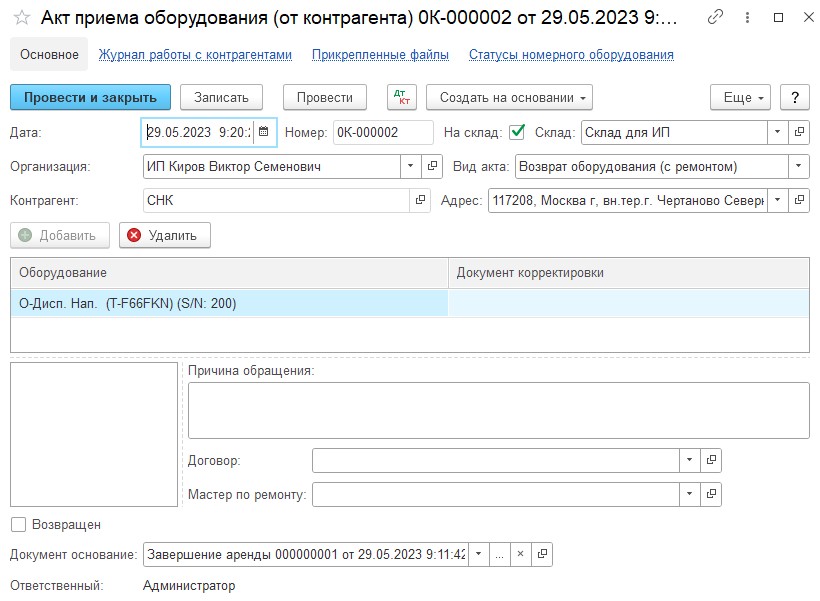 Акт приема оборудования (от контрагента) 0К-000002 от 29.05.2023 9:...
Основное Журнал работы с контрагентами Прикрепленные файлы Статусы номерного оборудования
Провести и закрыть Записать Провести Дт Кт Создать на основании Еще ?
Дата: 29.05.2023 9:20: Номер: 0К-000002 На склад: Склад: Склад для ИП
Организация: ИП Киров Виктор Семенович Вид акта: Возврат оборудования (с ремонтом)
Контрагент: СНК Адрес: 117208, Москва г, вн.тер.г. Чертаново Северн
Добавить Удалить
Оборудование Документ корректировки
О-Дисп. Нап. (T-F66FKN) (S/N: 200)
Причина обращения:
Договор:
Мастер по ремонту:
Возвращен
Документ основание: Завершение аренды 000000001 от 29.05.2023 9:11:42 ...
Ответственный: Администратор